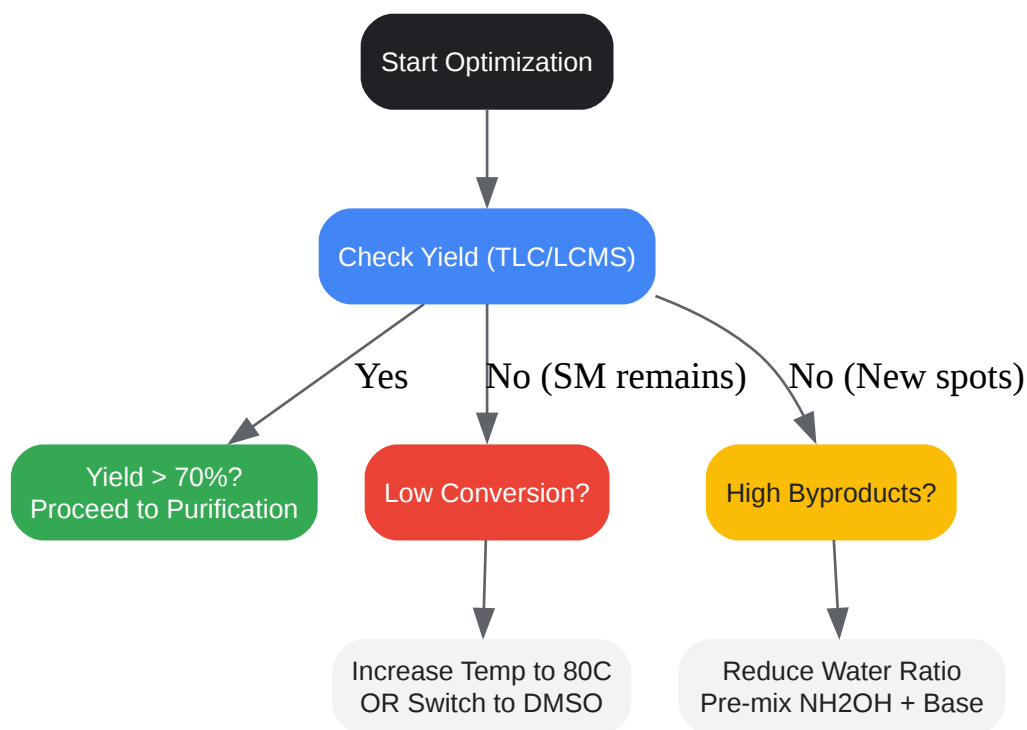 Start Optimization
Check Yield (TLC/LCMS)
Yes
No (SM remains)
No (New spots)
Yield > 70%?
Proceed to Purification
Low Conversion?
High Byproducts?
Increase Temp to 80C
OR Switch to DMSO
Reduce Water Ratio
Pre-mix NH2OH + Base